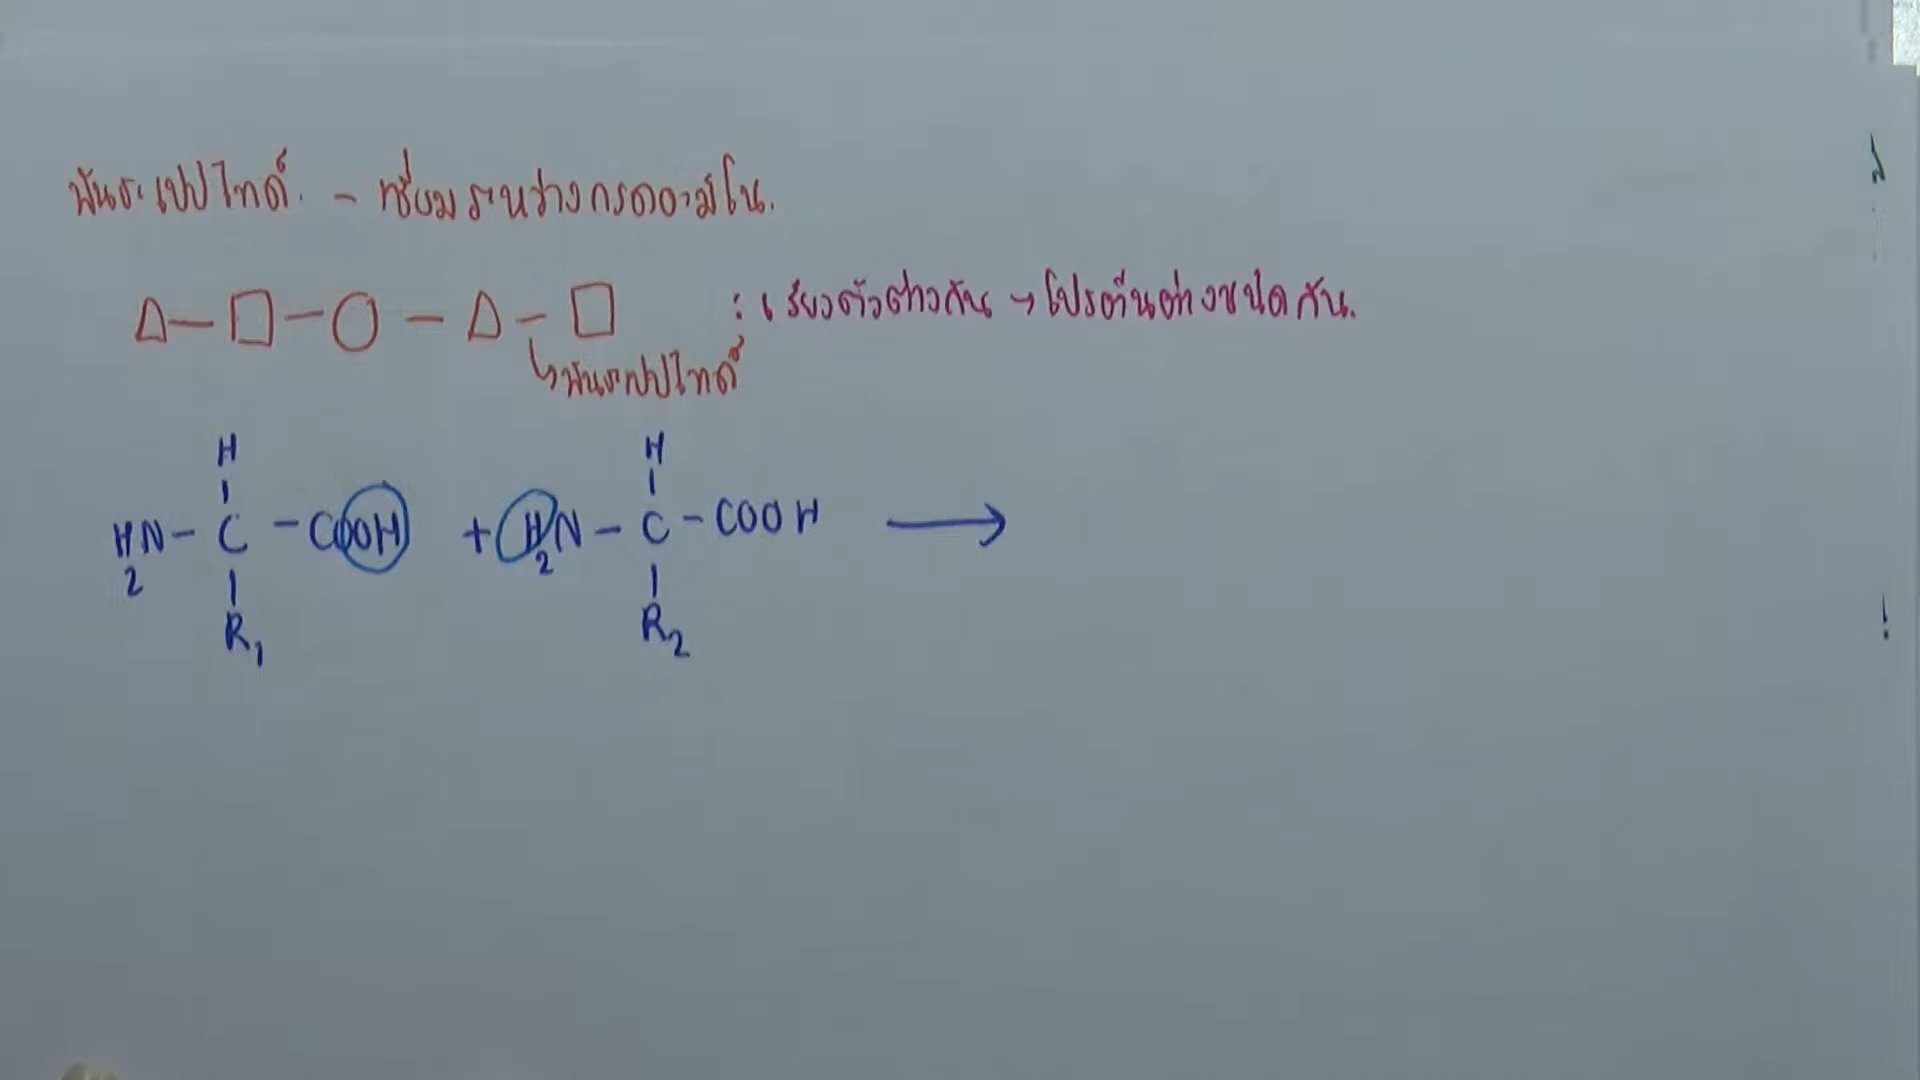 พันธะเปปไทด์. - เชื่อมระหว่างกรดอะมิโน.
: เรียงตัวต่างกัน → โปรตีนต่างชนิดกัน.
↳ พันธะเปปไทด์
H H
H₂N - C - COOH + H₂N - C - COOH →
R₁ R₂